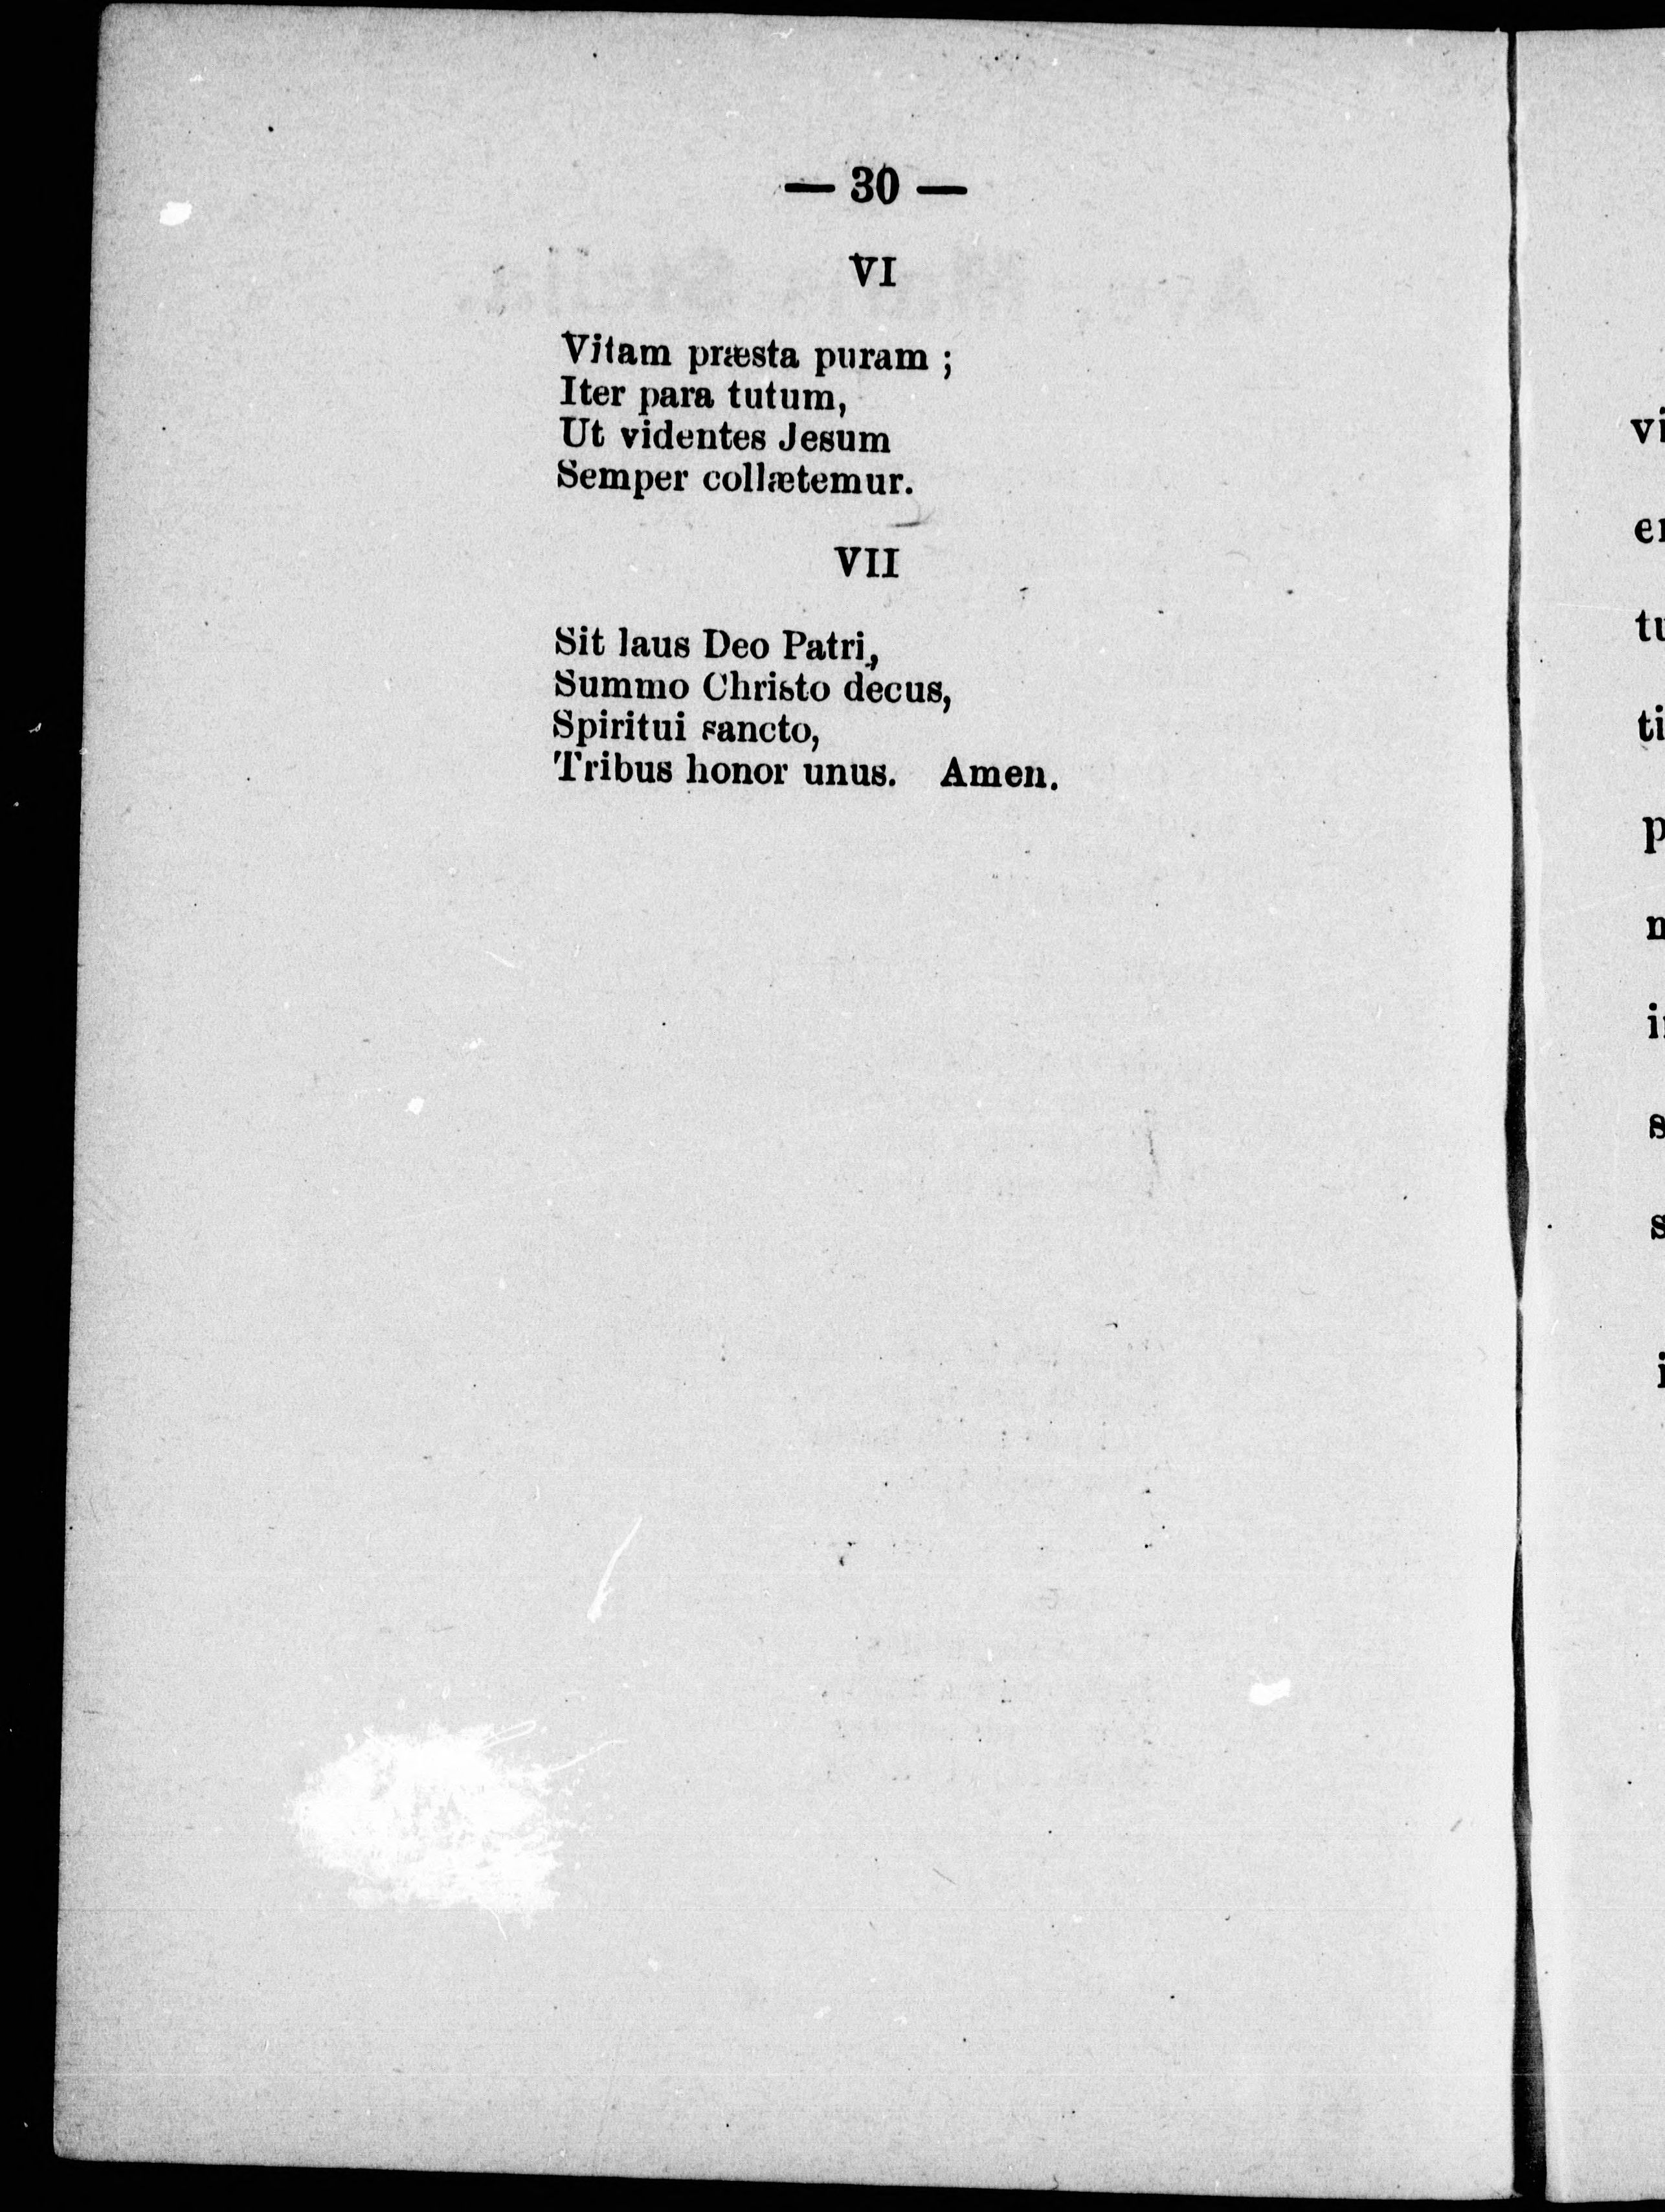 — 30 —
VI
Vitam præsta puram ;
Iter para tutum,
Ut videntes Jesum
Semper collætemur.
VII
Sit laus Deo Patri,
Summo Christo decus,
Spiritui sancto,
Tribus honor unus. Amen.